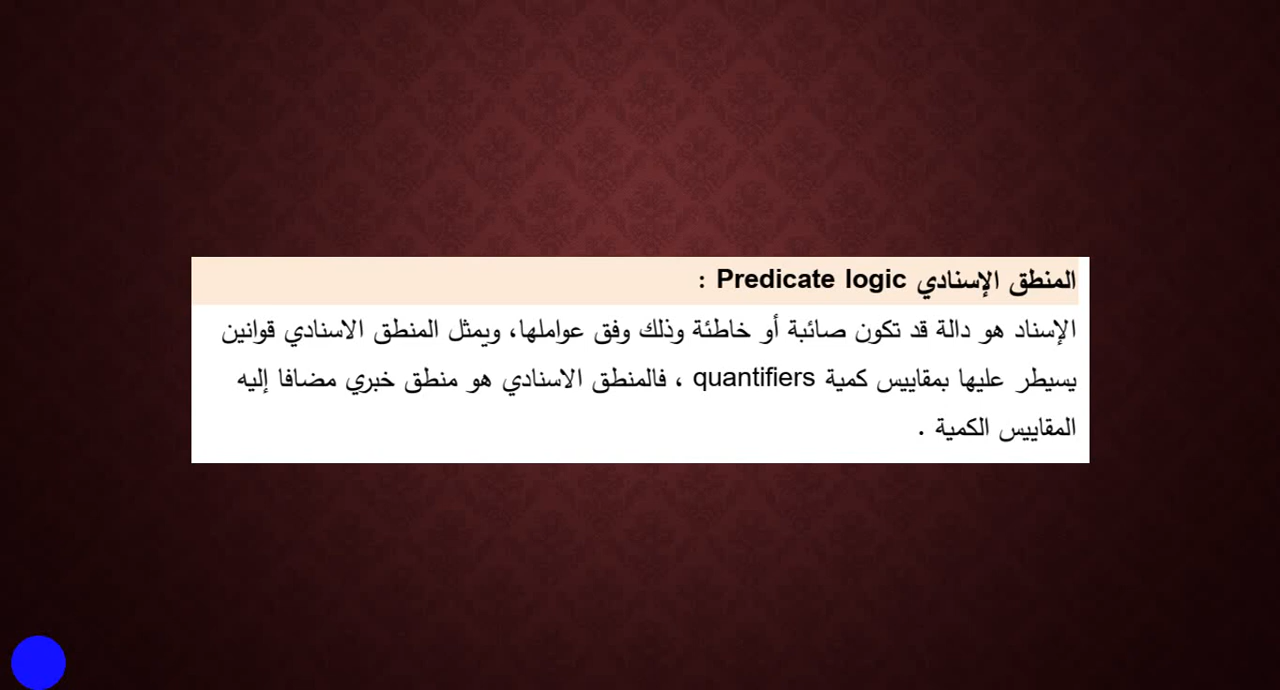 المنطق الإسنادي Predicate logic :
الإسناد هو دالة قد تكون صائبة أو خاطئة وذلك وفق عواملها، ويمثل المنطق الاسنادي قوانين
يسيطر عليها بمقاييس كمية quantifiers ، فالمنطق الاسنادي هو منطق خبري مضافا إليه
المقاييس الكمية .